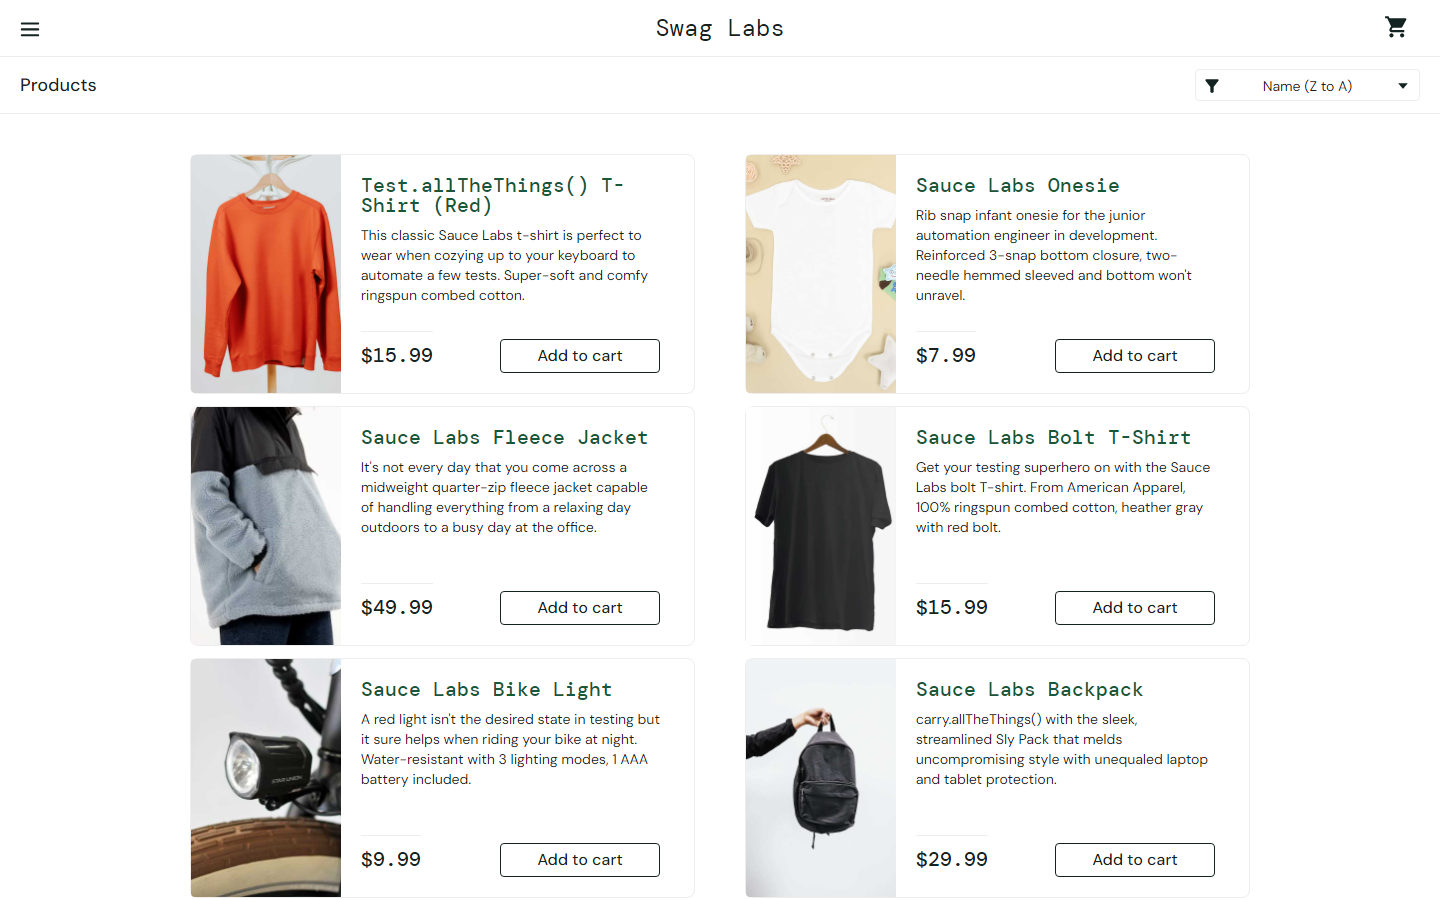 Swag Labs
Products
Name (Z to A)
Test.allTheThings() T-
Shirt (Red)
This classic Sauce Labs t-shirt is perfect to
wear when cozying up to your keyboard to
automate a few tests. Super-soft and comfy
ringspun combed cotton.
$15.99
Add to cart
Sauce Labs Onesie
Rib snap infant onesie for the junior
automation engineer in development.
Reinforced 3-snap bottom closure, two-
needle hemmed sleeved and bottom won't
unravel.
$7.99
Add to cart
Sauce Labs Fleece Jacket
It's not every day that you come across a
midweight quarter-zip fleece jacket capable
of handling everything from a relaxing day
outdoors to a busy day at the office.
$49.99
Add to cart
Sauce Labs Bolt T-Shirt
Get your testing superhero on with the Sauce
Labs bolt T-shirt. From American Apparel,
100% ringspun combed cotton, heather gray
with red bolt.
$15.99
Add to cart
Sauce Labs Bike Light
A red light isn't the desired state in testing but
it sure helps when riding your bike at night.
Water-resistant with 3 lighting modes, 1 AAA
battery included.
$9.99
Add to cart
Sauce Labs Backpack
carry.allTheThings() with the sleek,
streamlined Sly Pack that melds
uncompromising style with unequaled laptop
and tablet protection.
$29.99
Add to cart